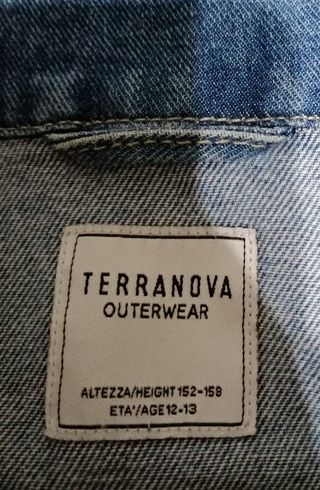 TERRANOVA
OUTERWEAR
ALTEZZA/HEIGHT 152-158
ETA'/AGE 12-13